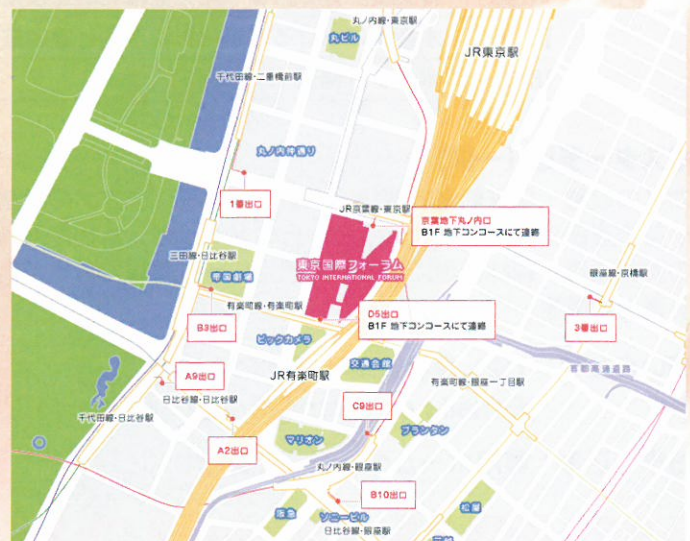 丸ノ内線・東京駅
丸ビル
JR東京駅
千代田線・二重橋前駅
丸ノ内仲通り
1番出口
JR京葉線・東京駅
京葉地下丸ノ内口
B1F 地下コンコースにて連絡
三田線・日比谷駅
帝国劇場
東京国際フォーラム
TOKYO INTERNATIONAL FORUM
銀座線・京橋駅
有楽町線・有楽町駅
B3出口
D5出口
B1F 地下コンコースにて連絡
3番出口
ビックカメラ
首都高速道路
交通会館
A9出口
JR有楽町駅
有楽町線・銀座一丁目駅
日比谷線・日比谷駅
C9出口
千代田線・日比谷駅
プランタン
マリオン
A2出口
丸ノ内線・銀座駅
B10出口
松屋
阪急
ソニービル
日比谷線・銀座駅